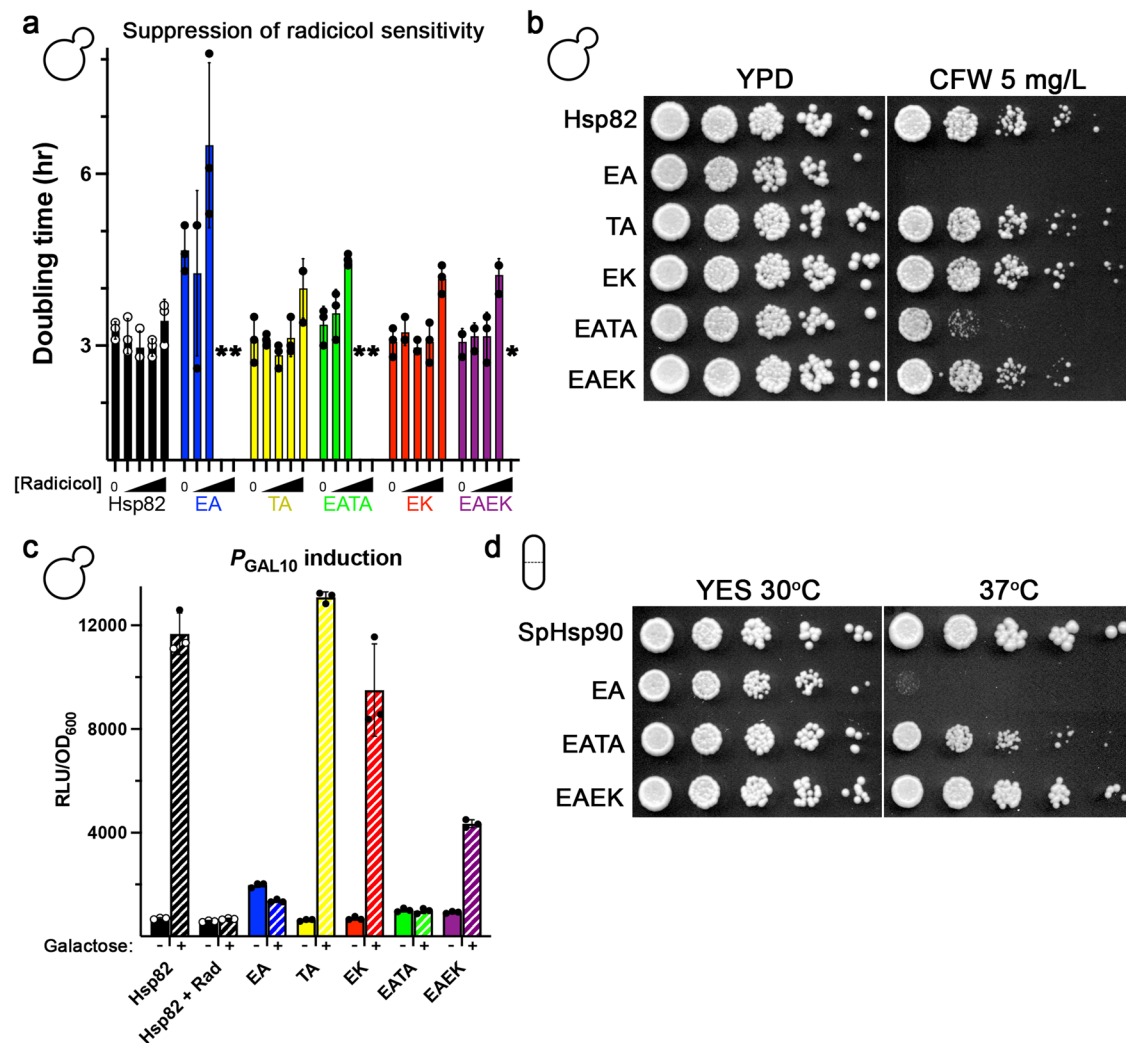 a
Suppression of radicicol sensitivity
Doubling time (hr)
6
3
**
**
*
[Radicicol]
0 0 0 0 0 0
Hsp82 EA TA EATA EK EAEK
b
YPD CFW 5 mg/L
Hsp82
EA
TA
EK
EATA
EAEK
c
PGAL10 induction
RLU/OD600
12000
8000
4000
0
Galactose: - + - + - + - + - + - + - +
Hsp82
Hsp82 + Rad
EA
TA
EK
EATA
EAEK
d
YES 30°C 37°C
SpHsp90
EA
EATA
EAEK